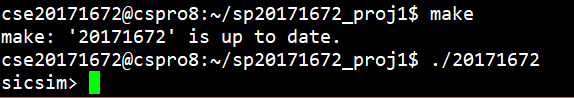 cse20171672@cspro8:~/sp20171672_proj1$ make
make: '20171672' is up to date.
cse20171672@cspro8:~/sp20171672_proj1$ ./20171672
sicsim>